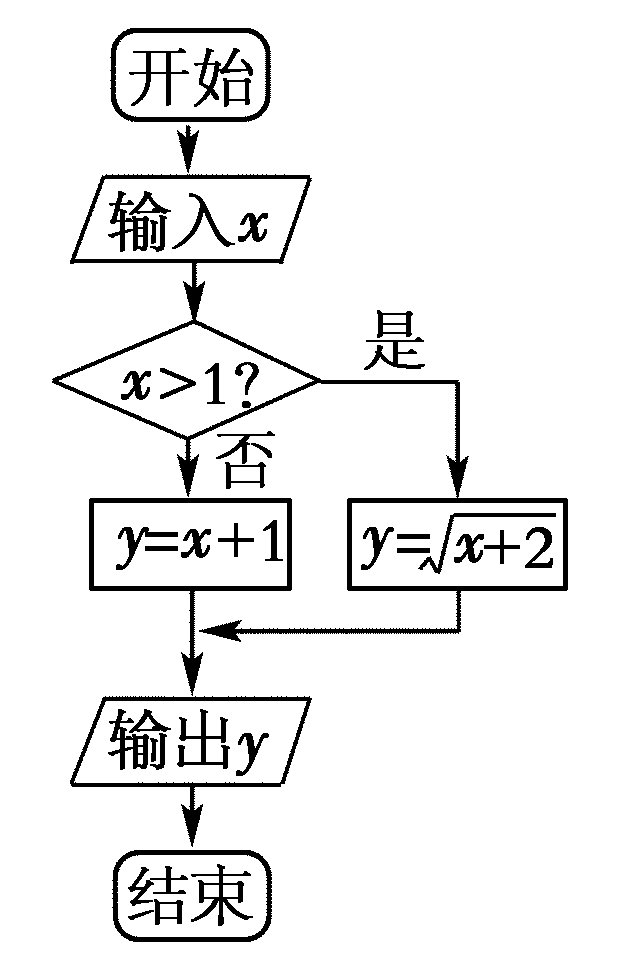 开始
输入x
x>1?
是
否
y=x+1
y=√x+2
输出y
结束